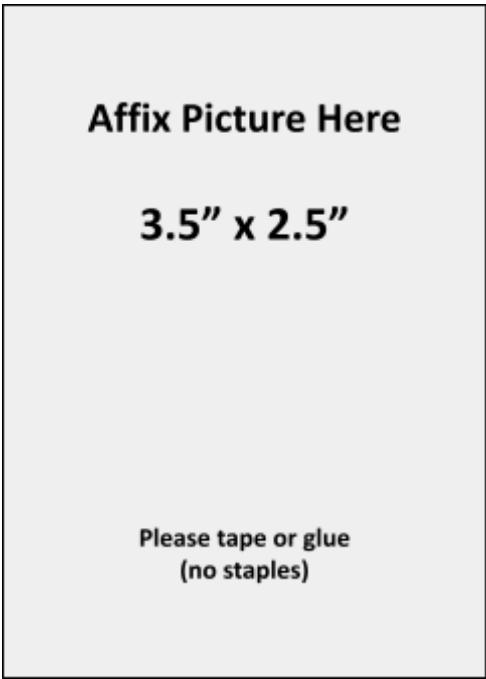 Affix Picture Here
3.5” x 2.5”
Please tape or glue
(no staples)